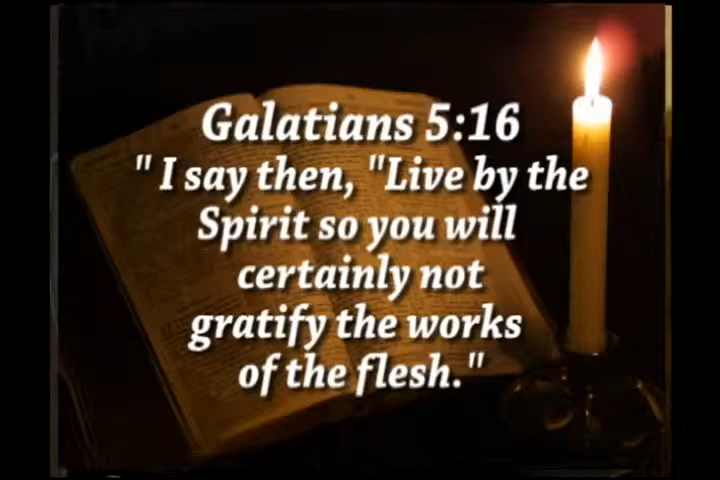 Galatians 5:16
" I say then, "Live by the
Spirit so you will
certainly not
gratify the works
of the flesh."